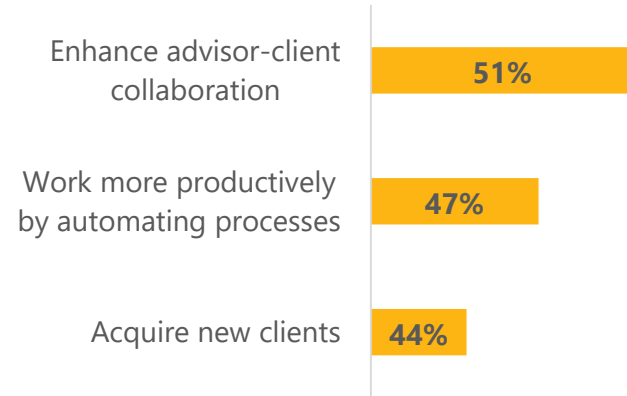 Enhance advisor-client
collaboration
51%
Work more productively
by automating processes
47%
Acquire new clients
44%